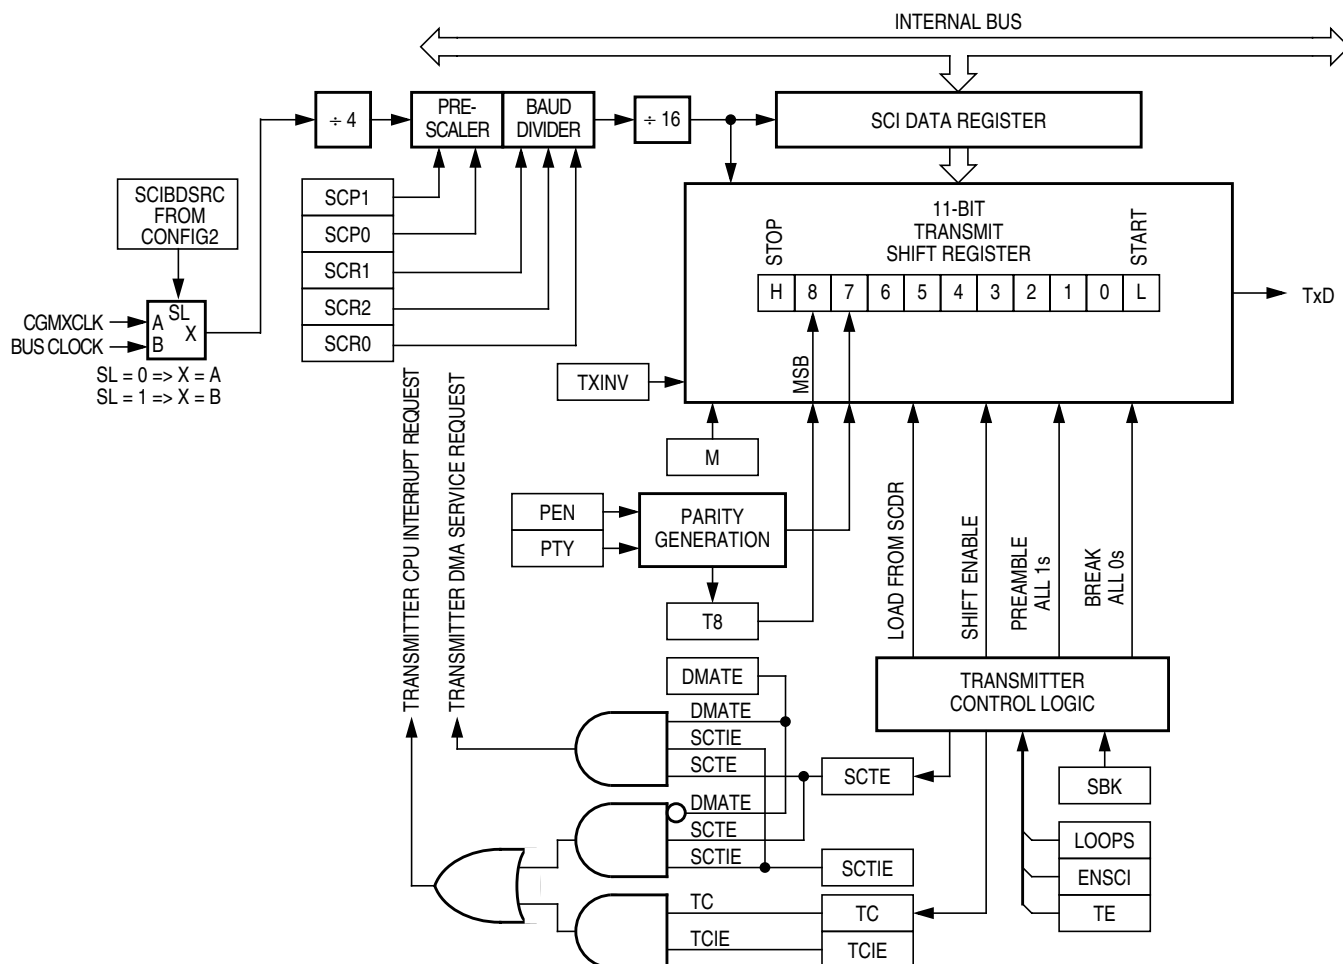 INTERNAL BUS
÷ 4
PRE-
SCALER
BAUD
DIVIDER
÷ 16
SCI DATA REGISTER
SCIBDSRC
FROM
CONFIG2
SCP1
SCP0
SCR1
SCR2
SCR0
11-BIT
TRANSMIT
SHIFT REGISTER
STOP
START
H 8 7 6 5 4 3 2 1 0 L
TxD
SL
A
X
B
CGMXCLK
BUS CLOCK
SL = 0 => X = A
SL = 1 => X = B
TXINV
MSB
M
TRANSMITTER CPU INTERRUPT REQUEST
TRANSMITTER DMA SERVICE REQUEST
PEN
PTY
PARITY
GENERATION
T8
LOAD FROM SCDR
SHIFT ENABLE
PREAMBLE
ALL 1s
BREAK
ALL 0s
TRANSMITTER
CONTROL LOGIC
DMATE
DMATE
SCTIE
SCTE
SCTE
SBK
DMATE
SCTE
SCTIE
SCTIE
LOOPS
ENSCI
TE
TC
TC
TCIE
TCIE